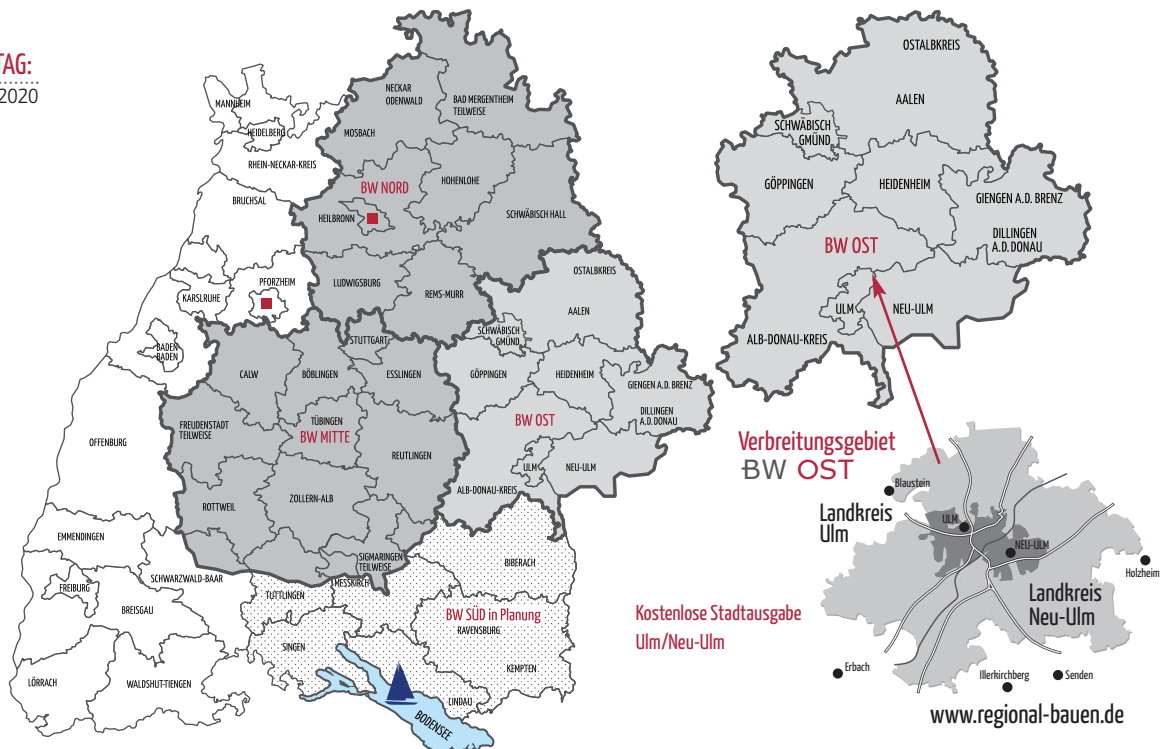 TAG:
2020
MANNHEIM
HEIDELBERG
RHEIN-NECKAR-KREIS
BRUCHSAL
KARLSRUHE
PFORZHEIM
BADEN
BADEN
OFFENBURG
EMMENDINGEN
FREIBURG
BREISGAU
SCHWARZWALD-BAAR
LÖRRACH
WALDSHUT-TIENGEN
NECKAR
ODENWALD
BAD MERGENTHEIM
TEILWEISE
MOSBACH
BW NORD
HOHENLOHE
HEILBRONN
SCHWÄBISCH HALL
LUDWIGSBURG
REMS-MURR
STUTTGART
CALW
BÖBLINGEN
ESSLINGEN
FREUDENSTADT
TEILWEISE
TÜBINGEN
BW MITTE
REUTLINGEN
ROTTWEIL
ZOLLERN-ALB
SIGMARINGEN
TEILWEISE
OSTALBKREIS
AALEN
SCHWÄBISCH
GMÜND
GÖPPINGEN
HEIDENHEIM
GIENGEN A.D. BRENZ
DILLINGEN
A.D. DONAU
BW OST
ULM
NEU-ULM
ALB-DONAU-KREIS
BIBERACH
MESSKIRCH
TUTTLINGEN
BW SÜD in Planung
RAVENSBURG
SINGEN
KEMPTEN
LINDAU
BODENSEE
OSTALBKREIS
AALEN
SCHWÄBISCH
GMÜND
GÖPPINGEN
HEIDENHEIM
GIENGEN A.D. BRENZ
DILLINGEN
A.D. DONAU
BW OST
ULM
NEU-ULM
ALB-DONAU-KREIS
Verbreitungsgebiet
BW OST
Blaustein
Landkreis
Ulm
ULM
NEU-ULM
Holzheim
Landkreis
Neu-Ulm
Kostenlose Stadtausgabe
Ulm/Neu-Ulm
Erbach
Illerkirchberg
Senden
www.regional-bauen.de